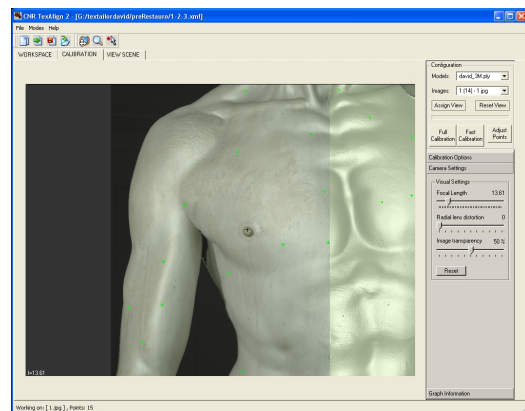 CNR TexAlign 2 - [G:/textailordavid/preRestauro/1-2-3.xml]
File Modes Help
WORKSPACE CALIBRATION VIEW SCENE
Configuration
Models: david_3M.ply
Images: 1 (14) - 1.jpg
Assign View Reset View
Full Calibration Fast Calibration Adjust Points
Calibration Options
Camera Settings
Visual Settings
Focal Length 13.61
Radial lens distortion 0
Image transparency 50 %
Reset
f=13.61
Graph Information
Working on: [ 1.jpg ] , Points: 15